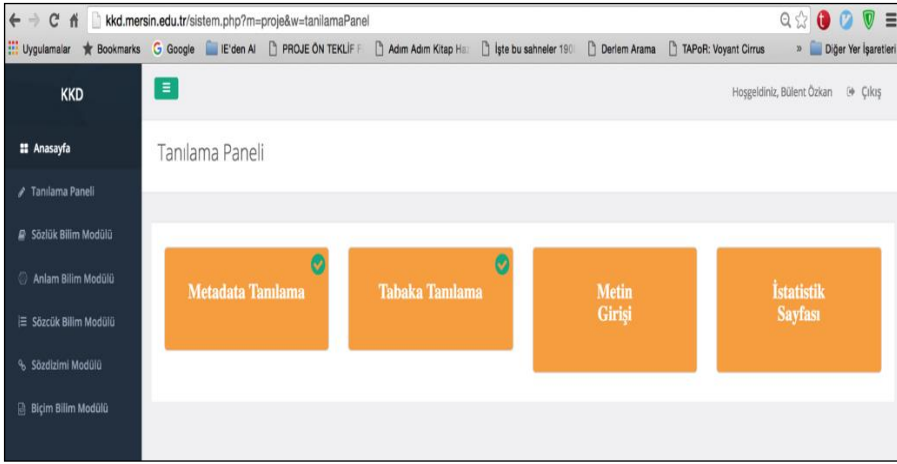 kkd.mersin.edu.tr/sistem.php?m=proje&w=tanilamaPanel
Uygulamalar Bookmarks Google IE'den Al PROJE ÖN TEKLİF F Adım Adım Kitap Ha: İşte bu sahneler 190 Derlem Arama TAPoR: Voyant Cirrus » Diğer Yer İşaretleri
KKD
Hoşgeldiniz, Bülent Özkan Çıkış
Anasayfa
Tanılama Paneli
Tanılama Paneli
Sözlük Bilim Modülü
Anlam Bilim Modülü
Sözcük Bilim Modülü
Sözdizimi Modülü
Biçim Bilim Modülü
Metadata Tanılama
Tabaka Tanılama
Metin
Girişi
İstatistik
Sayfası